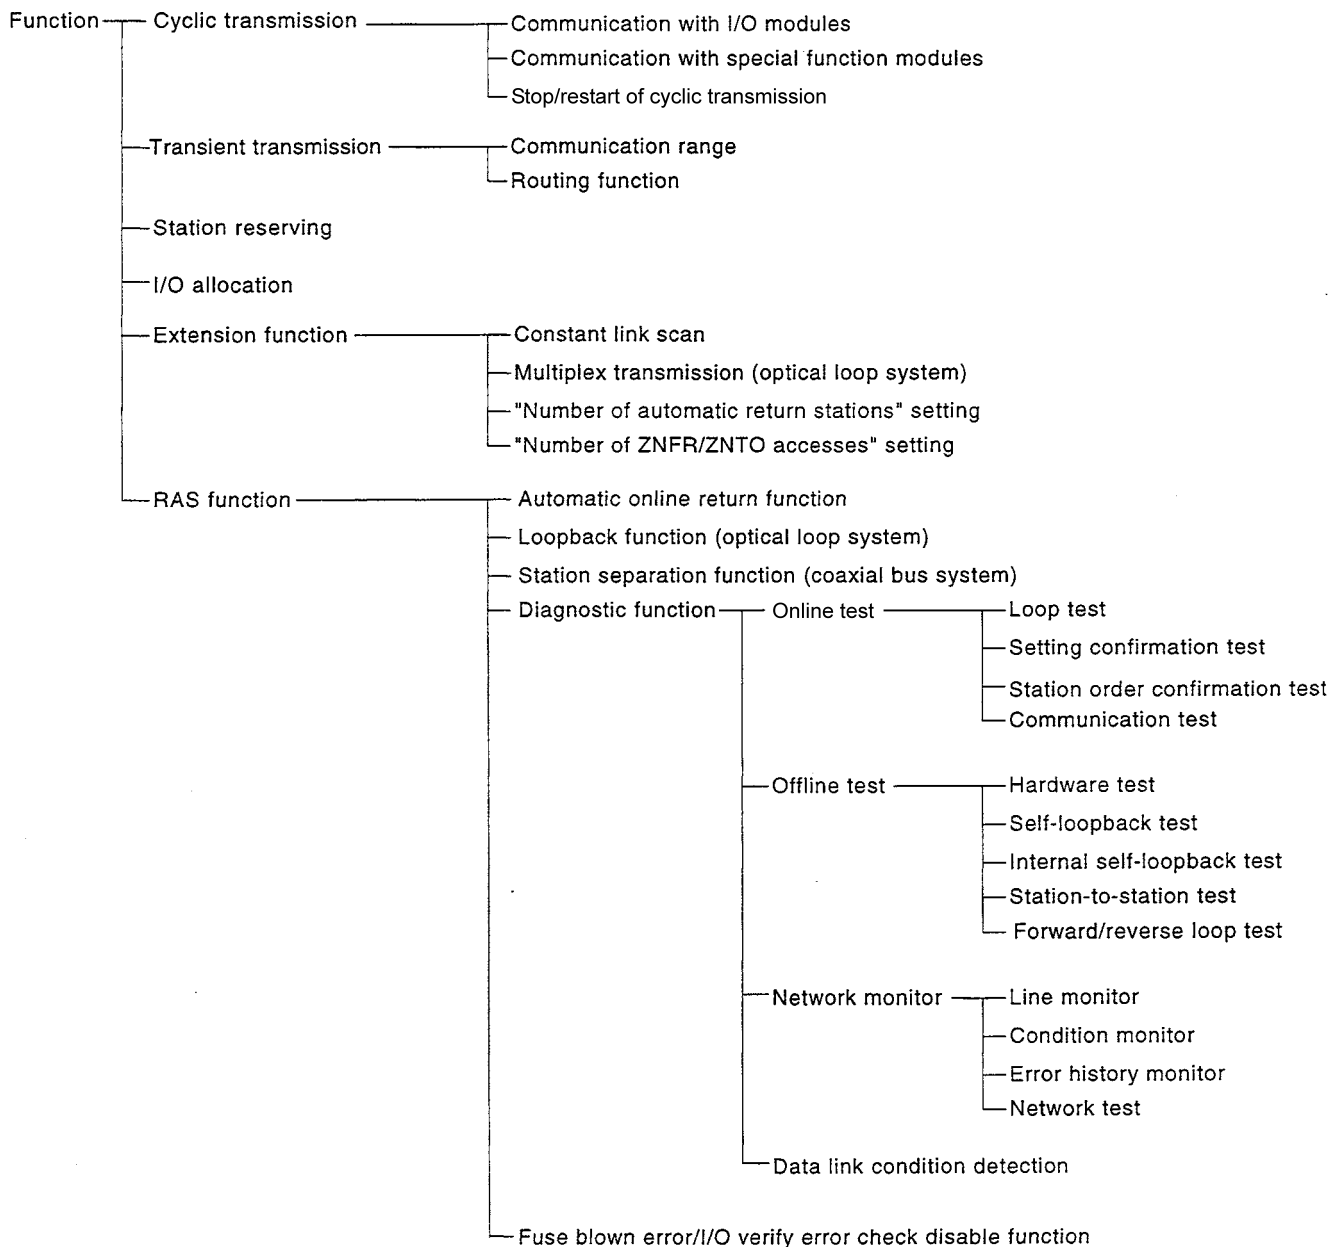 Function
Cyclic transmission
Communication with I/O modules
Communication with special function modules
Stop/restart of cyclic transmission
Transient transmission
Communication range
Routing function
Station reserving
I/O allocation
Extension function
Constant link scan
Multiplex transmission (optical loop system)
"Number of automatic return stations" setting
"Number of ZNFR/ZNTO accesses" setting
RAS function
Automatic online return function
Loopback function (optical loop system)
Station separation function (coaxial bus system)
Diagnostic function
Online test
Loop test
Setting confirmation test
Station order confirmation test
Communication test
Offline test
Hardware test
Self-loopback test
Internal self-loopback test
Station-to-station test
Forward/reverse loop test
Network monitor
Line monitor
Condition monitor
Error history monitor
Network test
Data link condition detection
Fuse blown error/I/O verify error check disable function